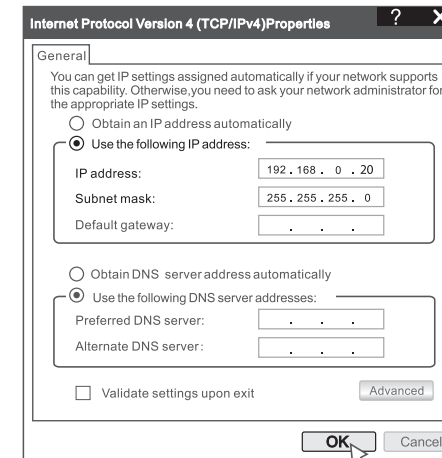 Internet Protocol Version 4 (TCP/IPv4)Properties ? X
General
You can get IP settings assigned automatically if your network supports
this capability. Otherwise,you need to ask your network administrator for
the appropriate IP settings.
Obtain an IP address automatically
Use the following IP address:
IP address: 192 . 168 . 0 . 20
Subnet mask: 255 . 255 . 255 . 0
Default gateway: . . .
Obtain DNS server address automatically
Use the following DNS server addresses:
Preferred DNS server: . . .
Alternate DNS server: . . .
Validate settings upon exit Advanced
OK Cancel